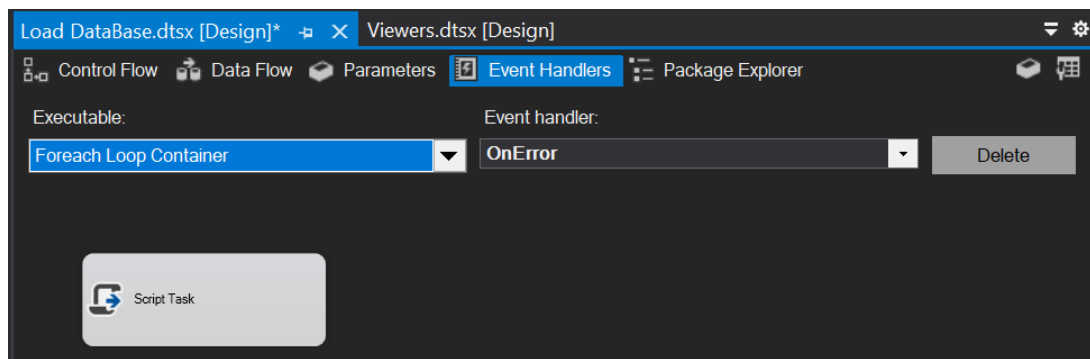 Load DataBase.dtsx [Design]* Viewers.dtsx [Design]
Control Flow Data Flow Parameters Event Handlers Package Explorer
Executable: Event handler:
Foreach Loop Container OnError Delete
Script Task